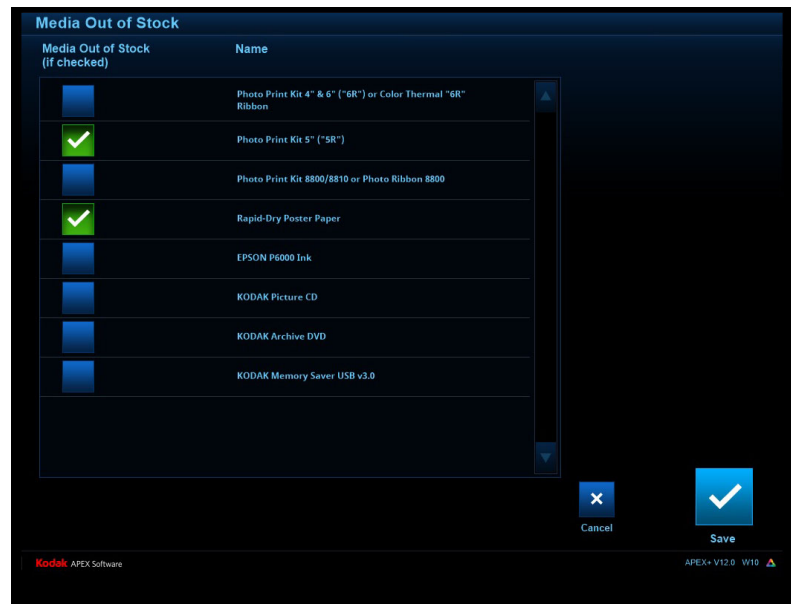 Media Out of Stock
Media Out of Stock
(if checked)
Name
Photo Print Kit 4" & 6" ("6R") or Color Thermal "6R"
Ribbon
Photo Print Kit 5" ("5R")
Photo Print Kit 8800/8810 or Photo Ribbon 8800
Rapid-Dry Poster Paper
EPSON P6000 Ink
KODAK Picture CD
KODAK Archive DVD
KODAK Memory Saver USB v3.0
Cancel
Save
Kodak APEX Software
APEX+ V12.0 W10